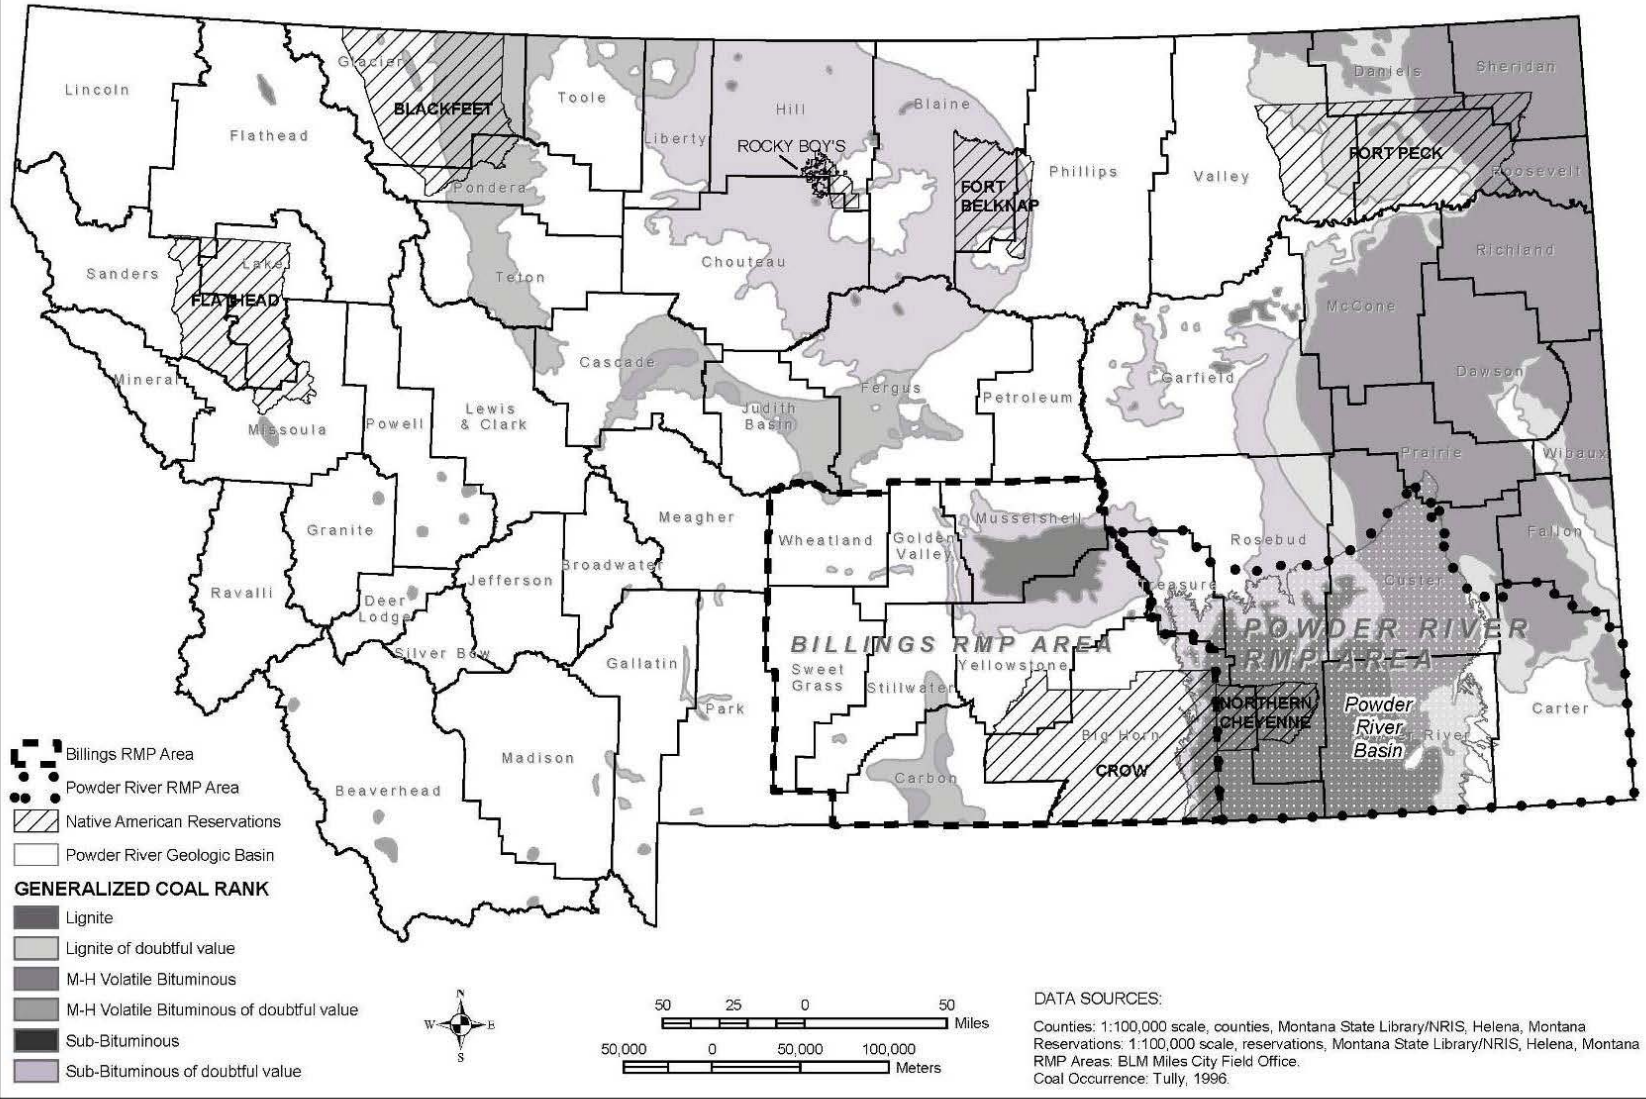 Lincoln
Flathead
Glacier
BLACKFEET
Toole
Liberty
Hill
Blaine
ROCKY BOY'S
Phillips
Valley
Daniels
Sheridan
FORT PECK
Roosevelt
Pondera
FORT
BELKNAP
Sanders
Lake
FLATHEAD
Teton
Chouteau
Richland
McCone
Mineral
Missoula
Powell
Lewis
& Clark
Cascade
Judith
Basin
Fergus
Petroleum
Garfield
Dawson
Prairie
Wibaux
Granite
Meagher
Wheatland
Golden
Valley
Musselshell
Rosebud
Fallon
Ravalli
Deer
Lodge
Jefferson
Broadwater
Treasure
Custer
Silver Bow
Gallatin
Park
BILLINGS RMP AREA
POWDER RIVER
RMP AREA
Sweet
Grass
Stillwater
Yellowstone
Big Horn
CROW
NORTHERN
CHEYENNE
Powder
River
Basin
River
Carter
Madison
Beaverhead
Carbon
Billings RMP Area
Powder River RMP Area
Native American Reservations
Powder River Geologic Basin
GENERALIZED COAL RANK
Lignite
Lignite of doubtful value
M-H Volatile Bituminous
M-H Volatile Bituminous of doubtful value
Sub-Bituminous
Sub-Bituminous of doubtful value
N
W E
S
50 25 0 50
Miles
50,000 0 50,000 100,000
Meters
DATA SOURCES:
Counties: 1:100,000 scale, counties, Montana State Library/NRIS, Helena, Montana
Reservations: 1:100,000 scale, reservations, Montana State Library/NRIS, Helena, Montana
RMP Areas: BLM Miles City Field Office.
Coal Occurrence: Tully, 1996.